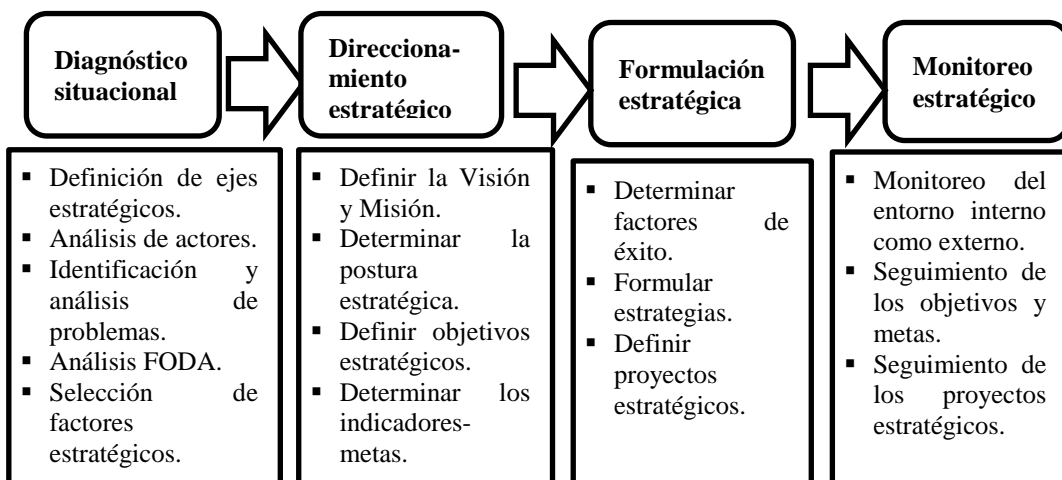 Diagnóstico
situacional
Direcciona-
miento
estratégico
Formulación
estratégica
Monitoreo
estratégico
▪ Definición de ejes
estratégicos.
▪ Análisis de actores.
▪ Identificación y
análisis de
problemas.
▪ Análisis FODA.
▪ Selección de
factores
estratégicos.
▪ Definir la Visión
y Misión.
▪ Determinar la
postura
estratégica.
▪ Definir objetivos
estratégicos.
▪ Determinar los
indicadores-
metas.
▪ Determinar
factores de
éxito.
▪ Formular
estrategias.
▪ Definir
proyectos
estratégicos.
▪ Monitoreo del
entorno interno
como externo.
▪ Seguimiento de
los objetivos y
metas.
▪ Seguimiento de
los proyectos
estratégicos.